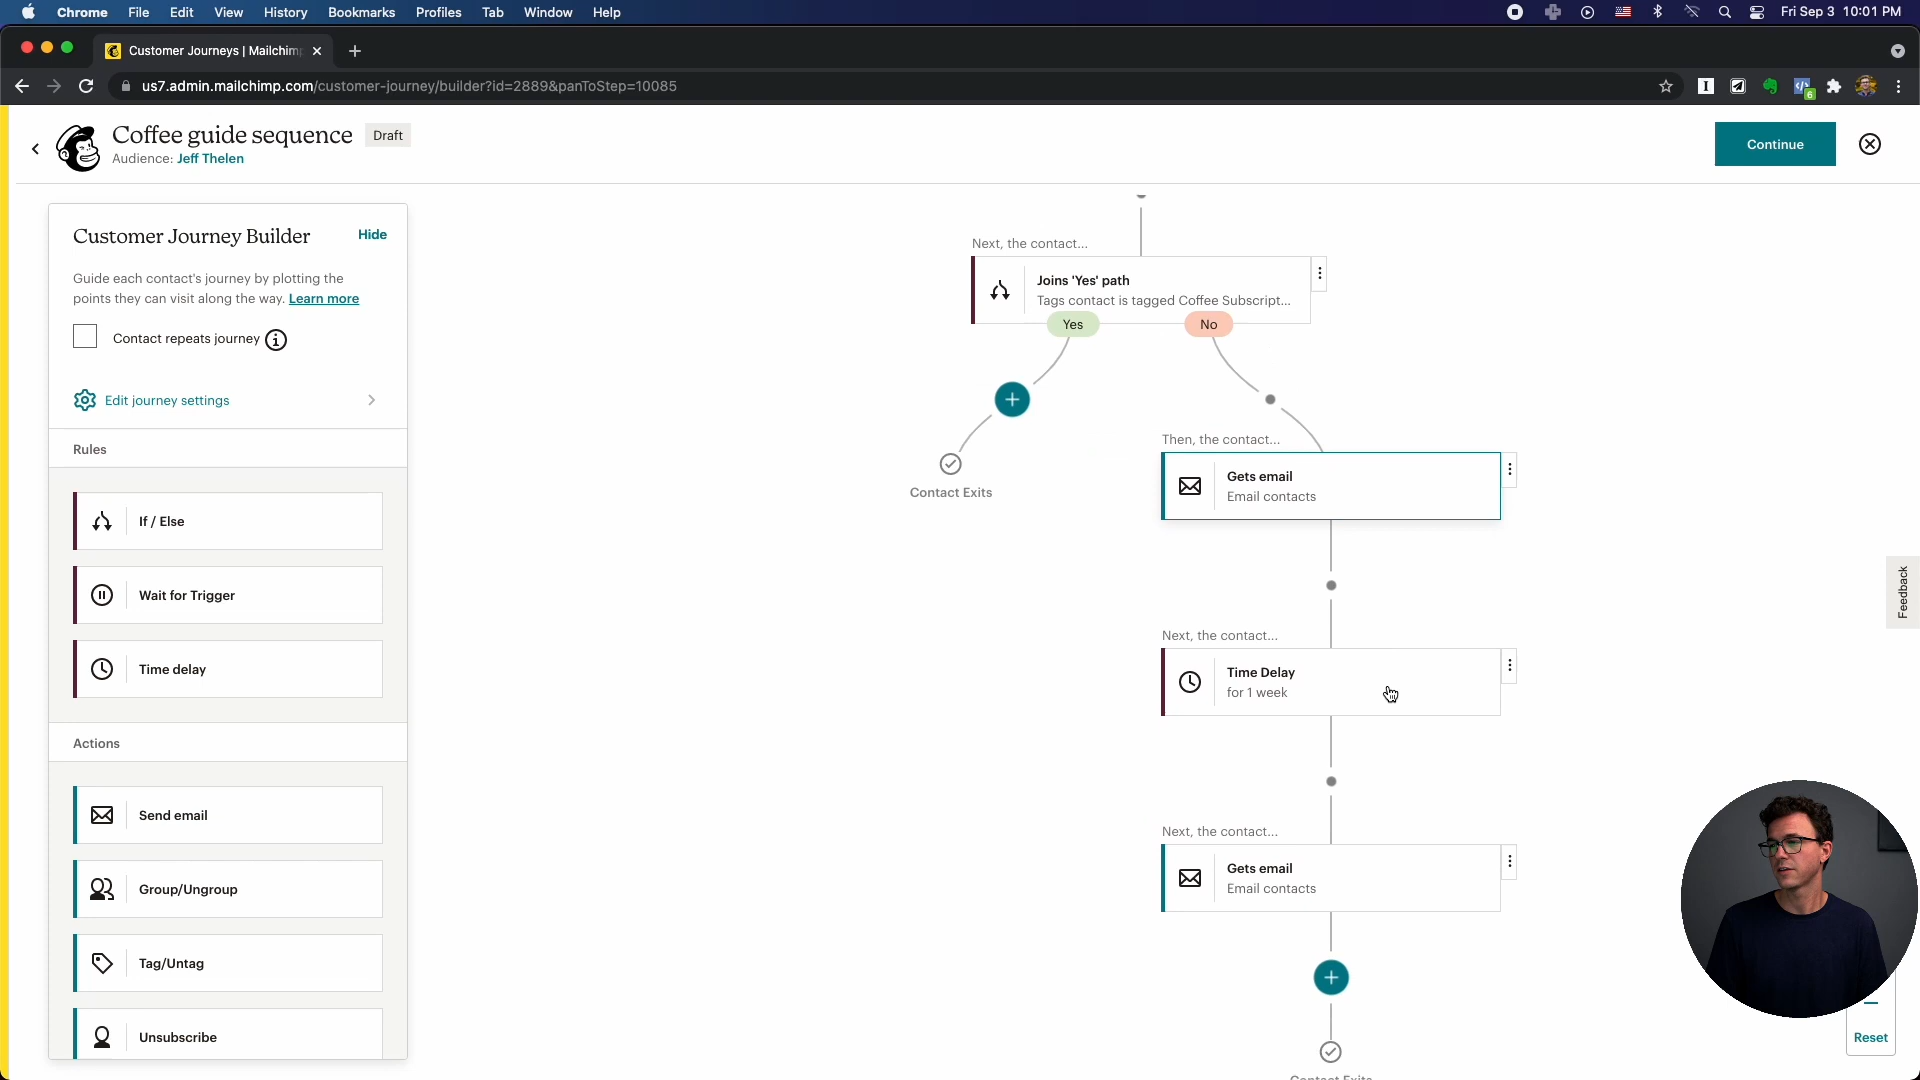 Chrome File Edit View History Bookmarks Profiles Tab Window Help
Fri Sep 3 10:01 PM
Customer Journeys | Mailchim
us7.admin.mailchimp.com/customer-journey/builder?id=2889&panToStep=10085
6
Coffee guide sequence
Draft
Audience: Jeff Thelen
Continue
Customer Journey Builder
Hide
Guide each contact's journey by plotting the
points they can visit along the way. Learn more
Contact repeats journey
Edit journey settings
Rules
If / Else
Wait for Trigger
Time delay
Actions
Send email
Group/Ungroup
Tag/Untag
Unsubscribe
Next, the contact...
Joins 'Yes' path
Tags contact is tagged Coffee Subscript...
Yes
No
Contact Exits
Then, the contact...
Gets email
Email contacts
Next, the contact...
Time Delay
for 1 week
Next, the contact...
Gets email
Email contacts
Contact Exits
Feedback
Reset